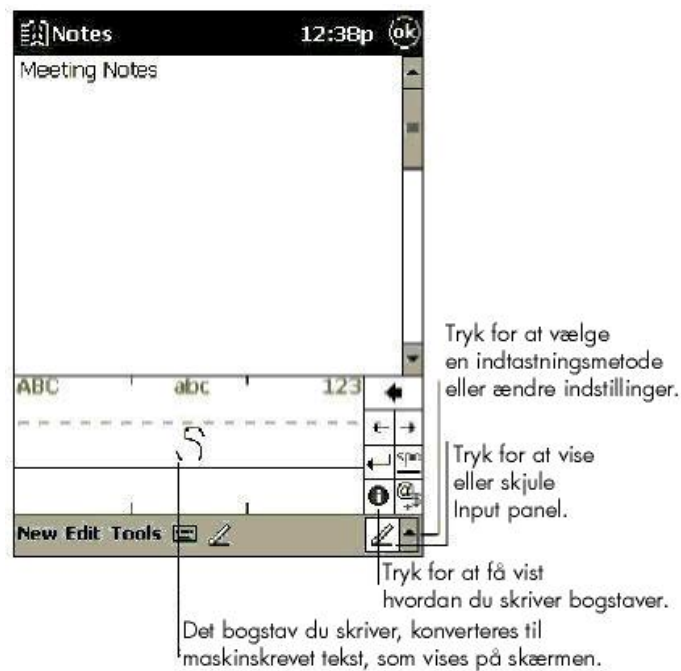 Notes 12:38p ok
Meeting Notes
Tryk for at vælge
en indtastningsmetode
eller ændre indstillinger.
ABC abc 123
S
Tryk for at vise
eller skjule
Input panel.
New Edit Tools
Tryk for at få vist
hvordan du skriver bogstaver.
Det bogstav du skriver, konverteres til
maskinskrevet tekst, som vises på skærmen.